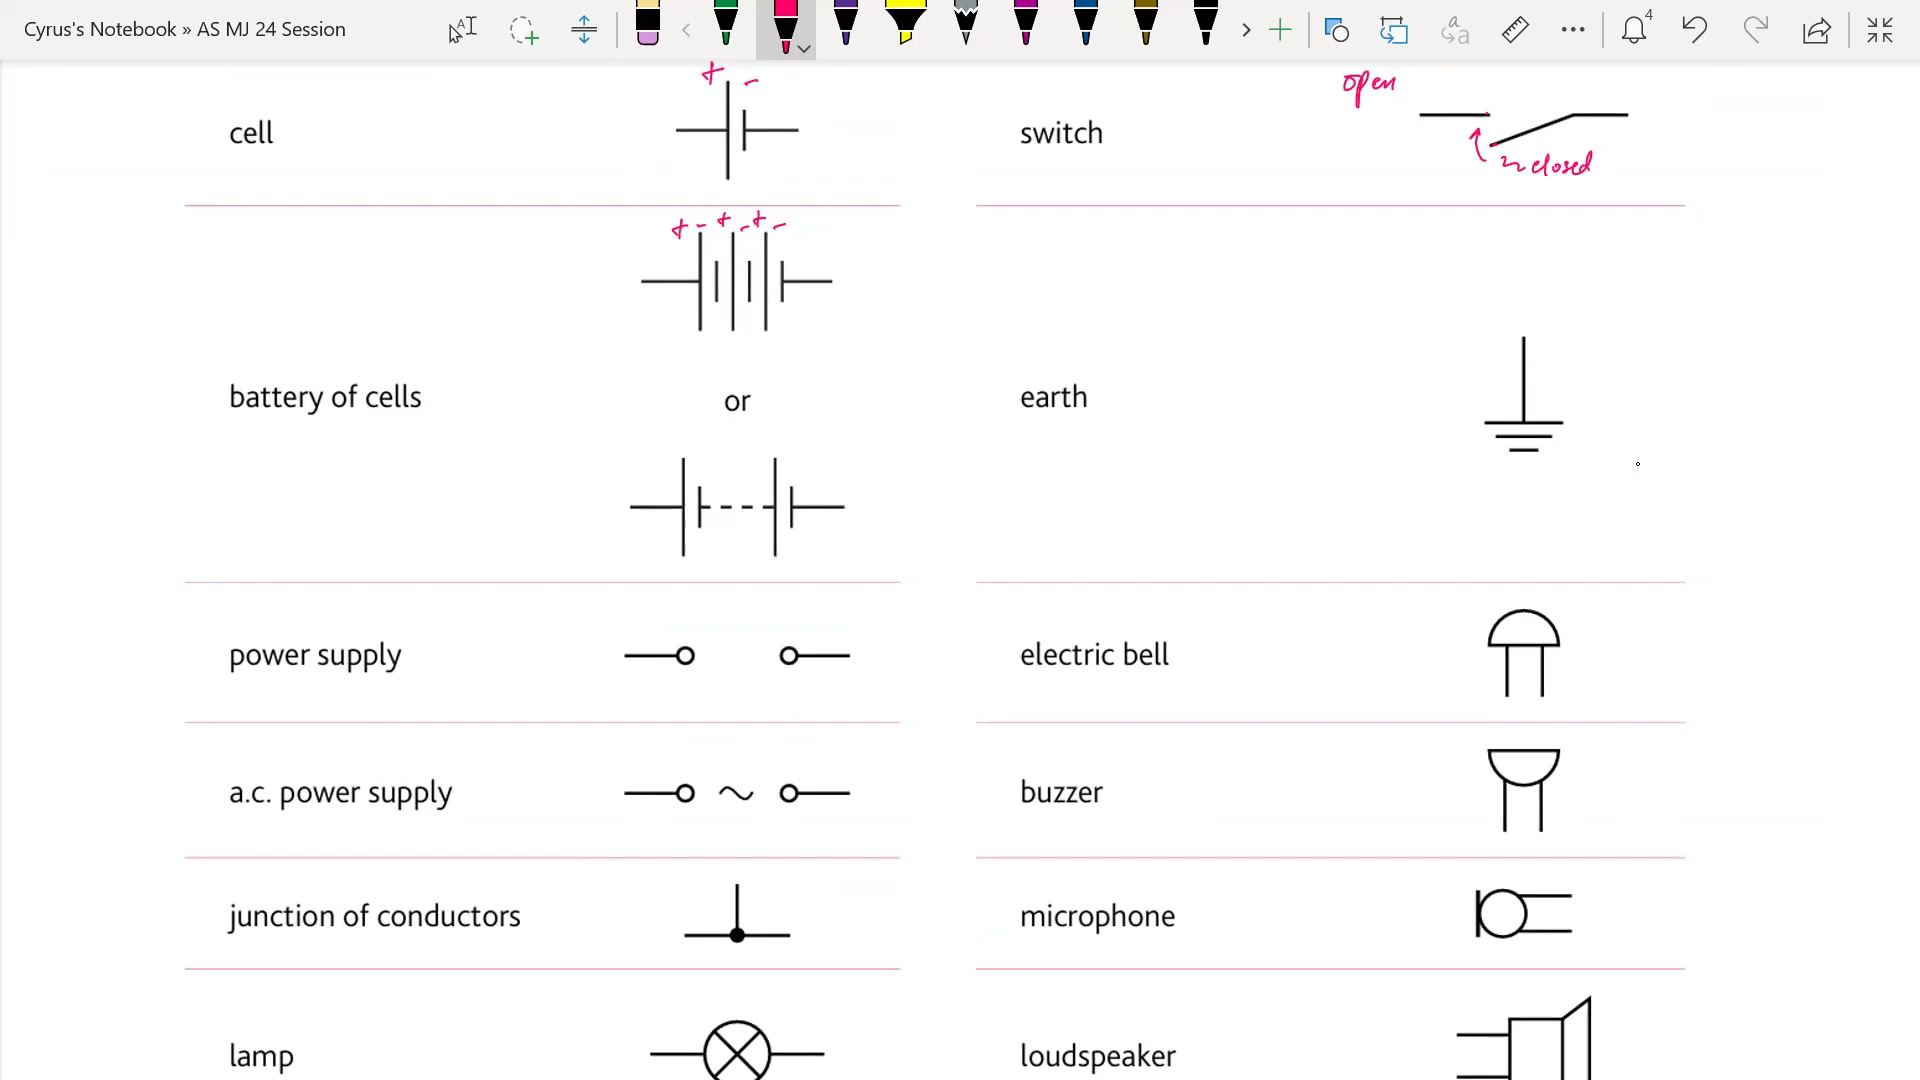 Cyrus's Notebook » AS MJ 24 Session
4
+ -
open
cell
switch
closed
+ - + - + -
battery of cells
or
earth
power supply
electric bell
a.c. power supply
buzzer
junction of conductors
microphone
lamp
loudspeaker